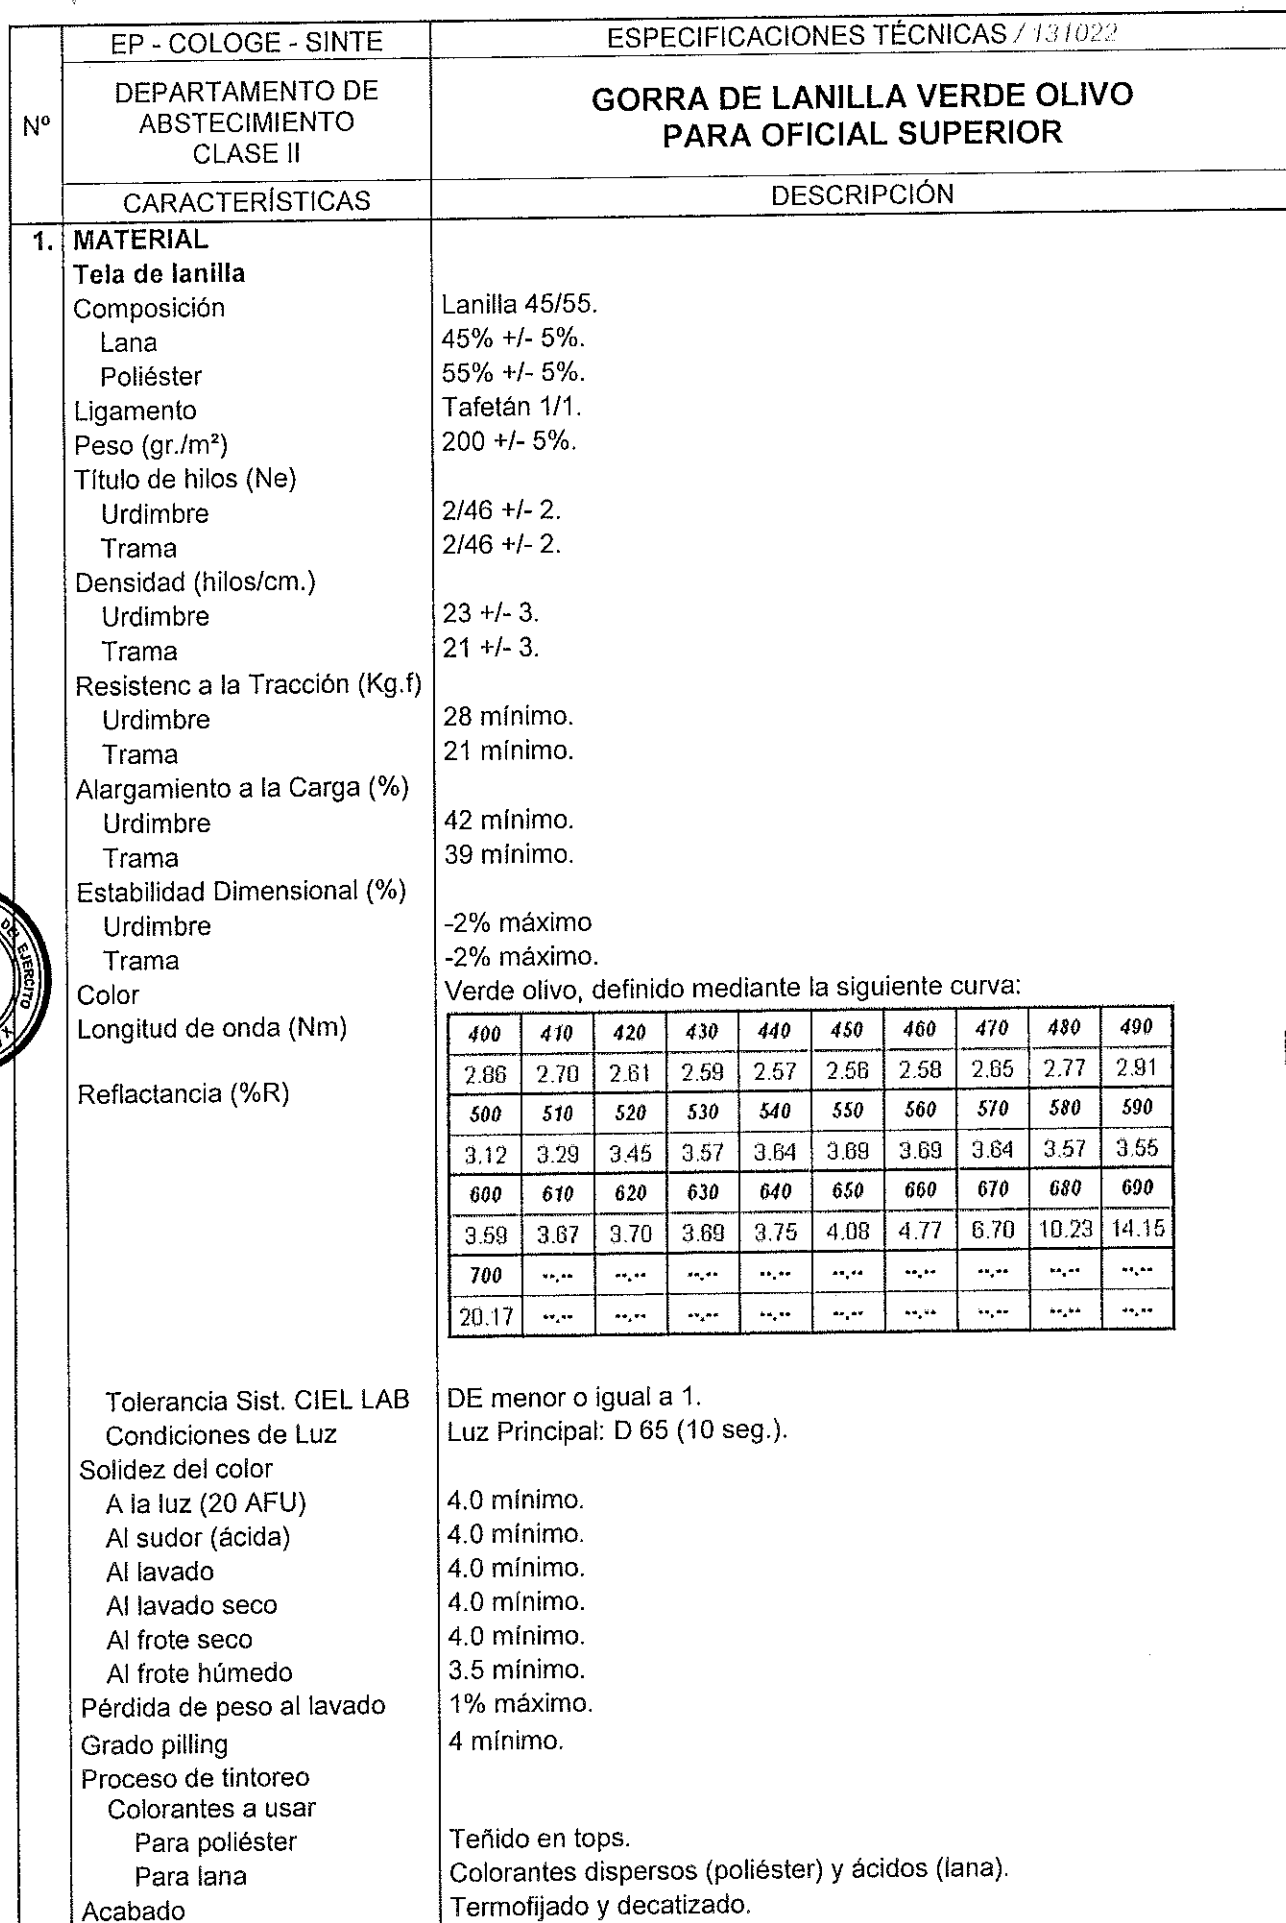 EP - COLOGE - SINTE ESPECIFICACIONES TÉCNICAS / 131022
Nº DEPARTAMENTO DE ABSTECIMIENTO CLASE II GORRA DE LANILLA VERDE OLIVO PARA OFICIAL SUPERIOR
CARACTERÍSTICAS DESCRIPCIÓN
1. MATERIAL
Tela de lanilla
Composición Lanilla 45/55.
Lana 45% +/- 5%.
Poliéster 55% +/- 5%.
Ligamento Tafetán 1/1.
Peso (gr./m²) 200 +/- 5%.
Título de hilos (Ne)
Urdimbre 2/46 +/- 2.
Trama 2/46 +/- 2.
Densidad (hilos/cm.)
Urdimbre 23 +/- 3.
Trama 21 +/- 3.
Resistenc a la Tracción (Kg.f)
Urdimbre 28 mínimo.
Trama 21 mínimo.
Alargamiento a la Carga (%)
Urdimbre 42 mínimo.
Trama 39 mínimo.
Estabilidad Dimensional (%)
Urdimbre -2% máximo
Trama -2% máximo.
Color Verde olivo, definido mediante la siguiente curva:
Longitud de onda (Nm) 400 410 420 430 440 450 460 470 480 490
Reflactancia (%R) 2.86 2.70 2.61 2.59 2.57 2.56 2.58 2.65 2.77 2.91
500 510 520 530 540 550 560 570 580 590
3.12 3.29 3.45 3.57 3.64 3.69 3.69 3.64 3.57 3.55
600 610 620 630 640 650 660 670 680 690
3.59 3.67 3.70 3.69 3.75 4.08 4.77 6.70 10.23 14.15
700 --.-- --.-- --.-- --.-- --.-- --.-- --.-- --.-- --.--
20.17 --.-- --.-- --.-- --.-- --.-- --.-- --.-- --.-- --.--
Tolerancia Sist. CIEL LAB DE menor o igual a 1.
Condiciones de Luz Luz Principal: D 65 (10 seg.).
Solidez del color
A la luz (20 AFU) 4.0 mínimo.
Al sudor (ácida) 4.0 mínimo.
Al lavado 4.0 mínimo.
Al lavado seco 4.0 mínimo.
Al frote seco 4.0 mínimo.
Al frote húmedo 3.5 mínimo.
Pérdida de peso al lavado 1% máximo.
Grado pilling 4 mínimo.
Proceso de tintoreo
Colorantes a usar
Para poliéster Teñido en tops.
Para lana Colorantes dispersos (poliéster) y ácidos (lana).
Acabado Termofijado y decatizado.
DEL EJERCITO